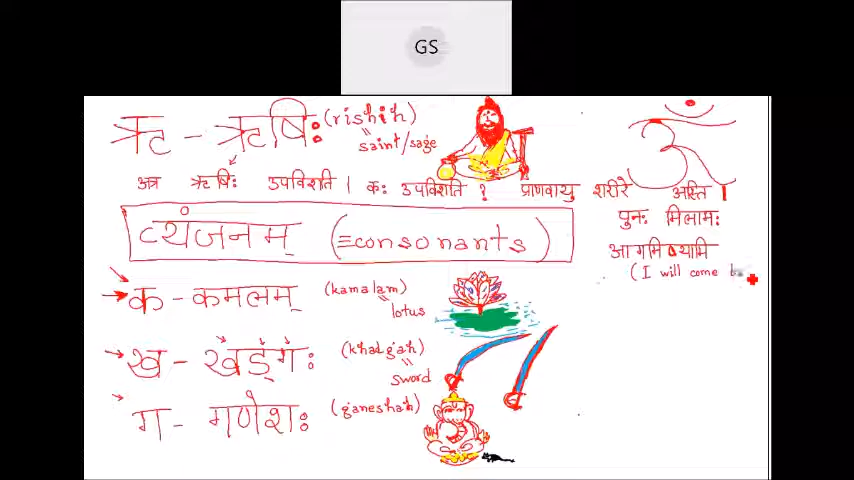 GS
ऋ - ऋषिः (rishih)
saint/sage
अत्र ऋषिः उपविशति । कः उपविशति ? प्राणवायु शरीरे अस्ति ।
ॐ
पुनः मिलामः
(I will come b
व्यंजनम् (≡consonants)
क - कमलम् (kamalam)
lotus
ख - खड्गः (khadgah)
sword
ग - गणेशः (ganeshah)